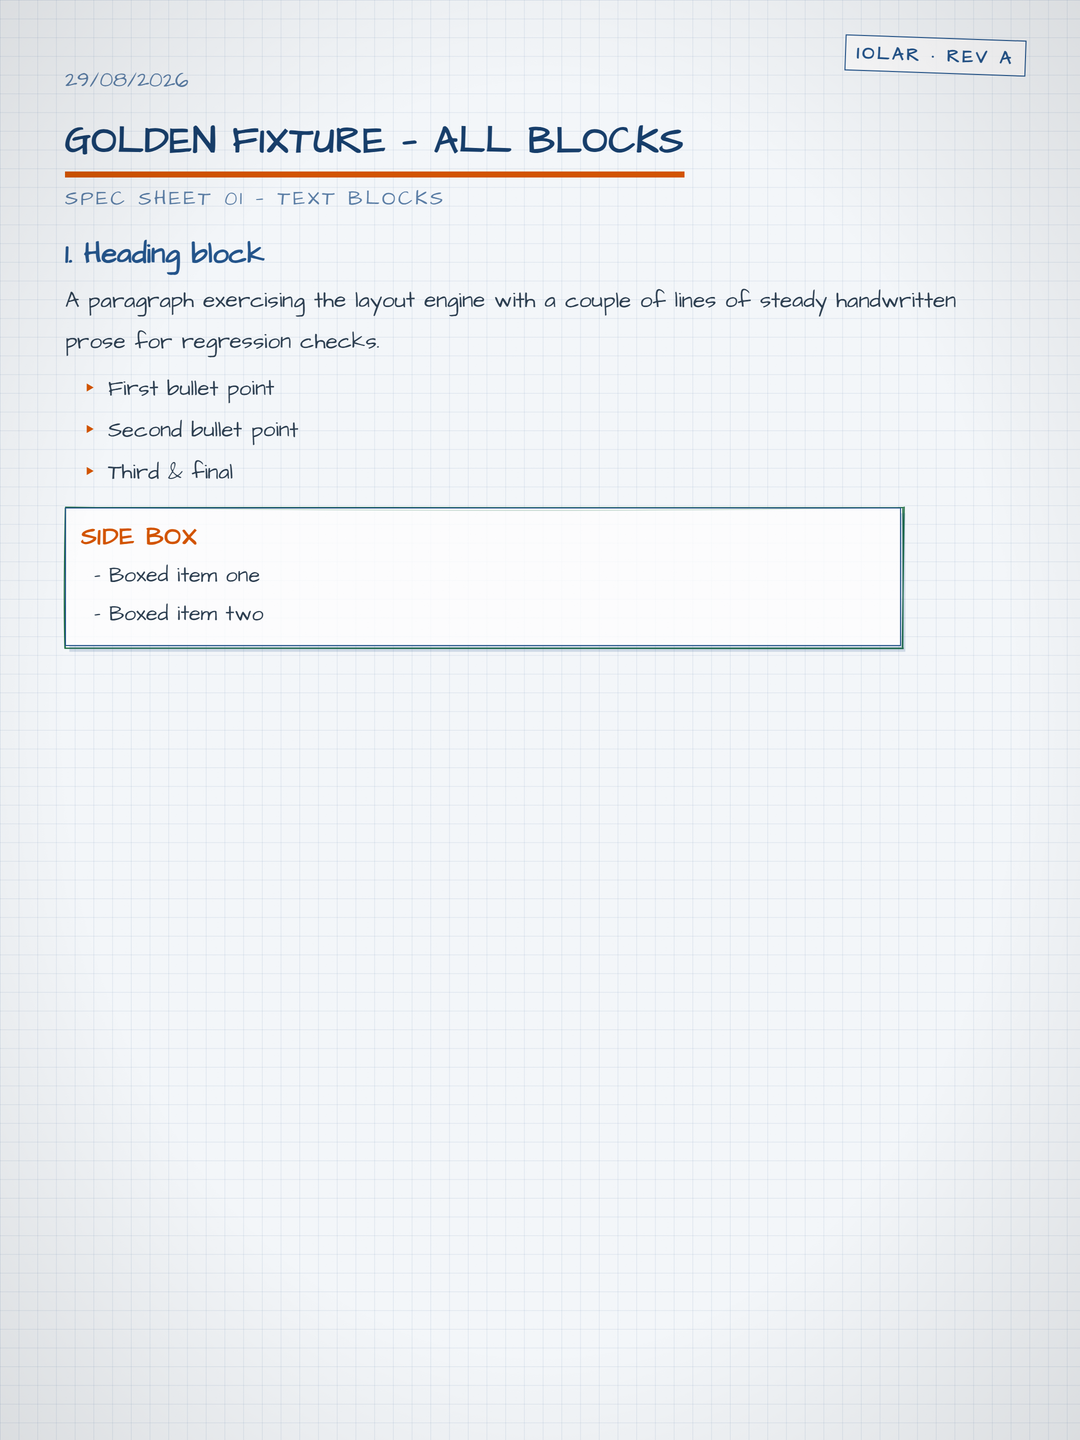 IOLAR · REV A
29/08/2026
GOLDEN FIXTURE - ALL BLOCKS
SPEC SHEET 01 - TEXT BLOCKS
1. Heading block
A paragraph exercising the layout engine with a couple of lines of steady handwritten
prose for regression checks.
‣ First bullet point
‣ Second bullet point
‣ Third & final
SIDE BOX
- Boxed item one
- Boxed item two